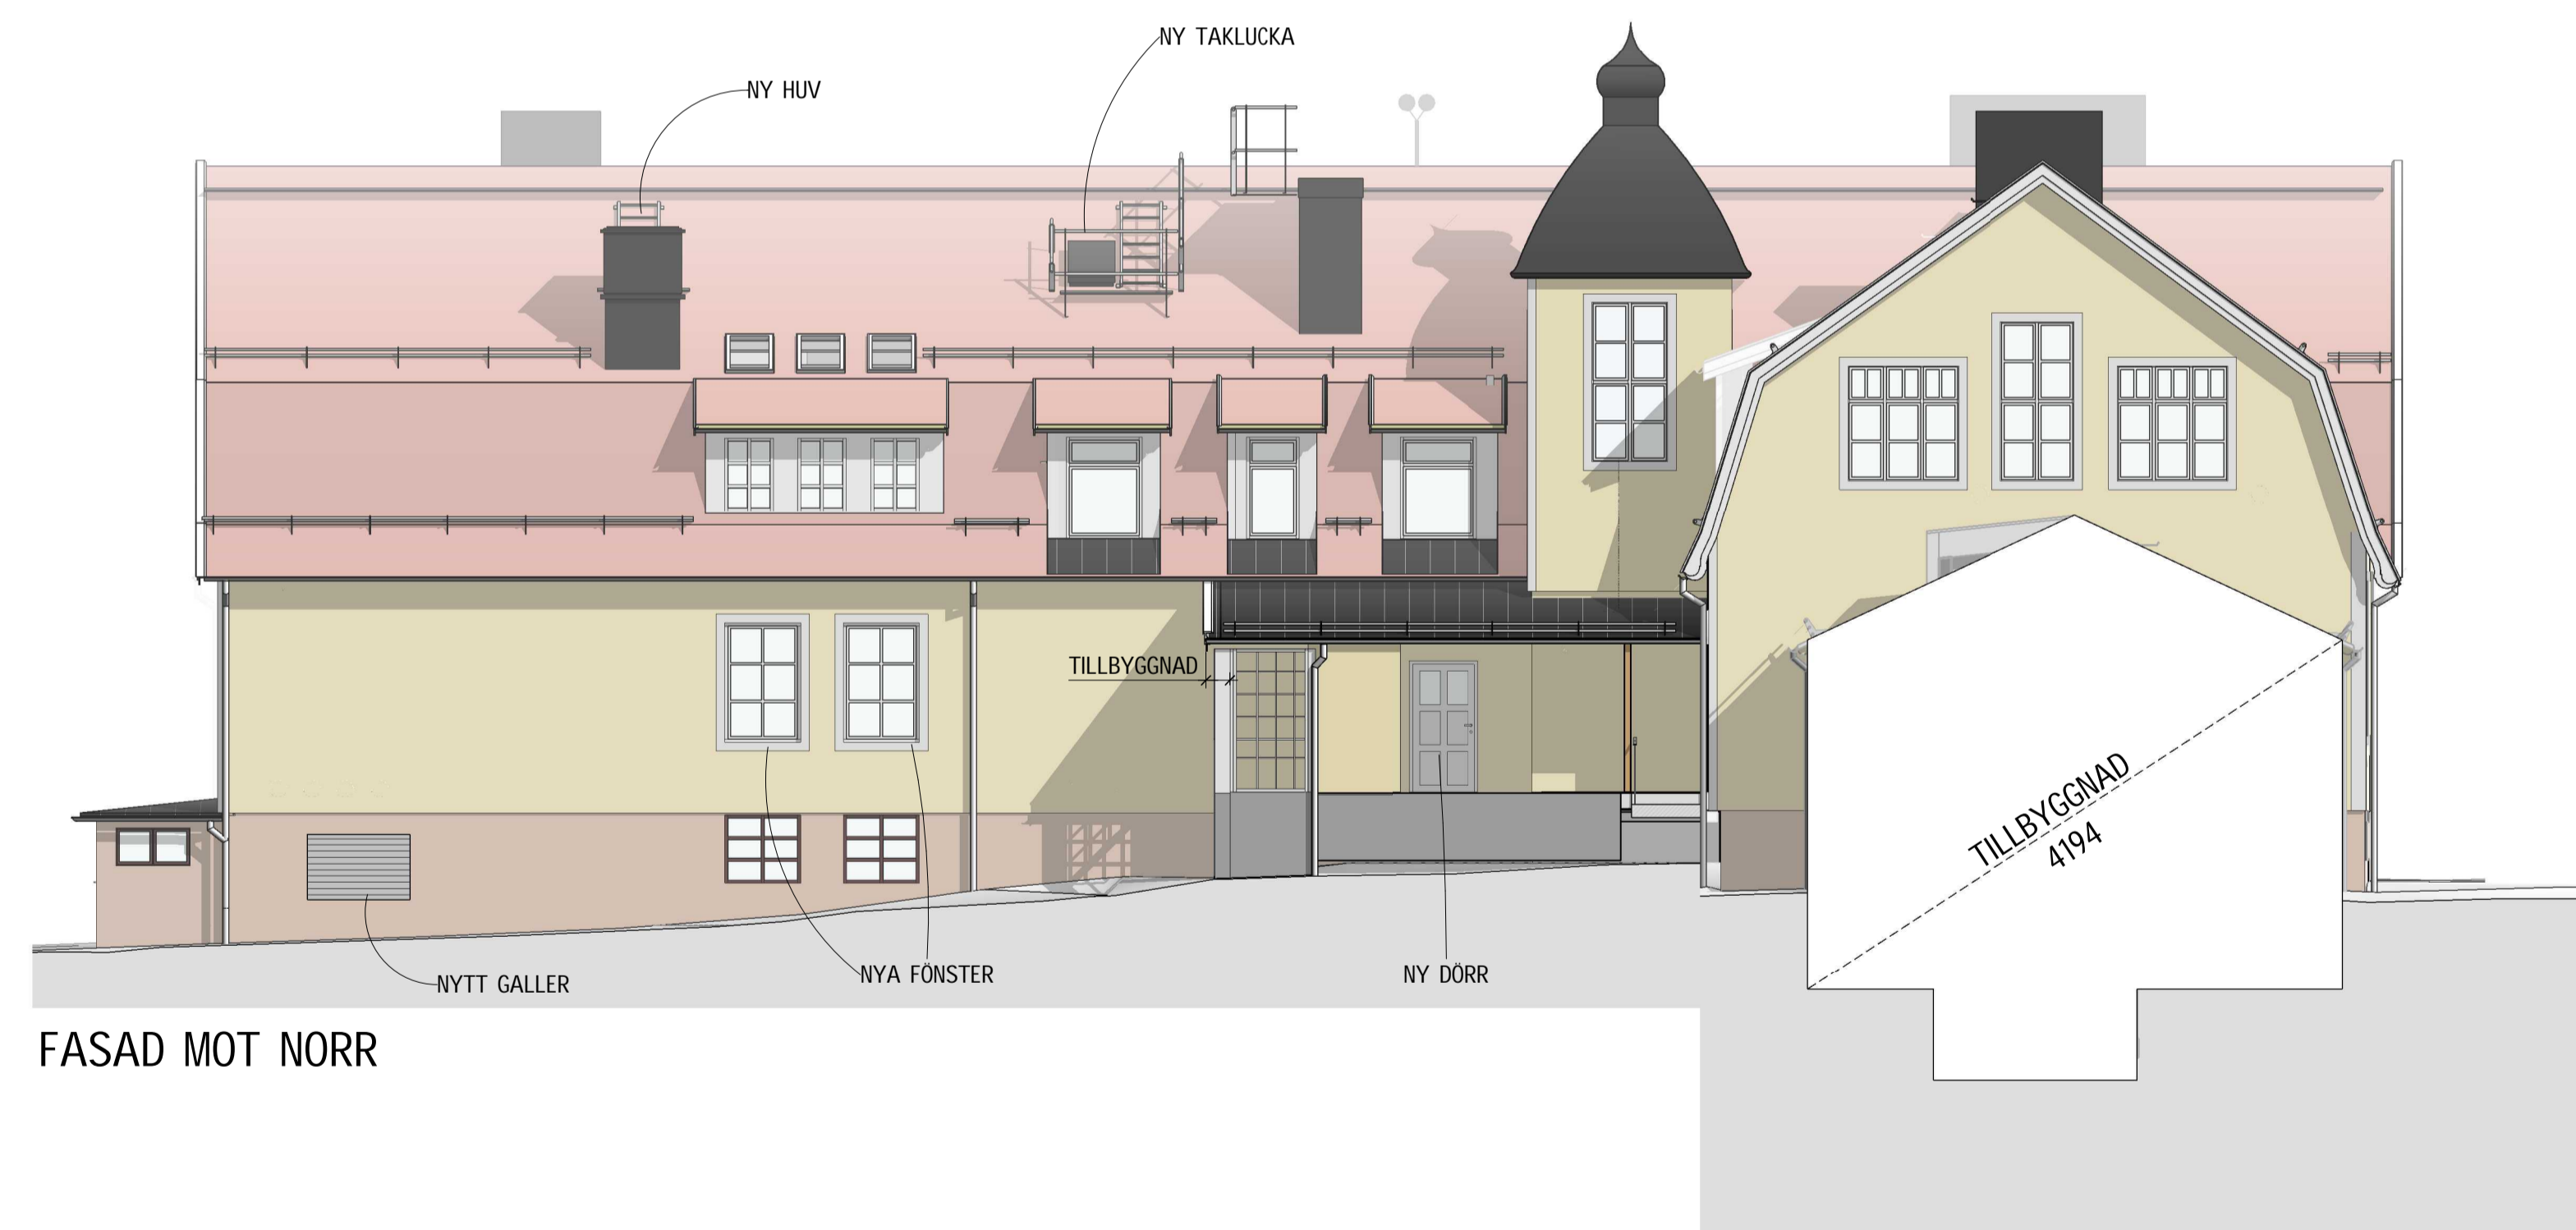 NY TAKLUCKA
NY HUV
TILLBYGGNAD
TILLBYGGNAD
4194
NYTT GALLER
NYA FÖNSTER
NY DÖRR
FASAD MOT NORR